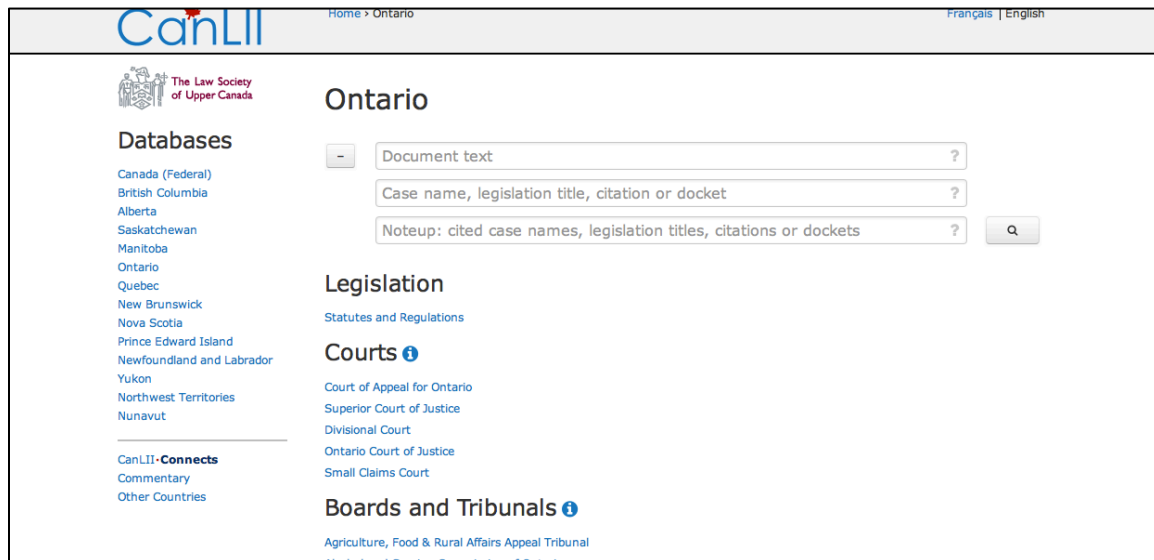 CanLII
Home › Ontario
Français | English
The Law Society
of Upper Canada
Databases
Canada (Federal)
British Columbia
Alberta
Saskatchewan
Manitoba
Ontario
Quebec
New Brunswick
Nova Scotia
Prince Edward Island
Newfoundland and Labrador
Yukon
Northwest Territories
Nunavut
CanLII·Connects
Commentary
Other Countries
Ontario
–
Document text ?
Case name, legislation title, citation or docket ?
Noteup: cited case names, legislation titles, citations or dockets ?
Legislation
Statutes and Regulations
Courts i
Court of Appeal for Ontario
Superior Court of Justice
Divisional Court
Ontario Court of Justice
Small Claims Court
Boards and Tribunals i
Agriculture, Food & Rural Affairs Appeal Tribunal